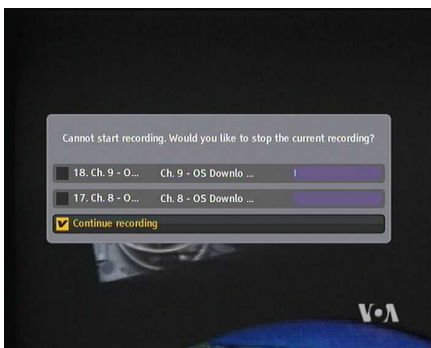 Cannot start recording. Would you like to stop the current recording?
18. Ch. 9 - O... Ch. 9 - OS Downlo ...
17. Ch. 8 - O... Ch. 8 - OS Downlo ...
Continue recording
VOA